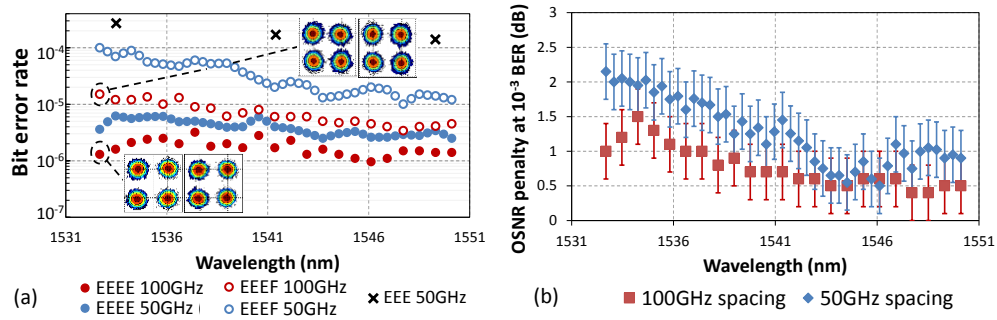 Bit error rate
10-4
10-5
10-6
10-7
1531
1536
1541
1546
1551
Wavelength (nm)
(a)
EEEE 100GHz
EEEF 100GHz
EEE 50GHz
EEEE 50GHz
EEEF 50GHz
OSNR penalty at 10-3 BER (dB)
3
2.5
2
1.5
1
0.5
0
1531
1536
1541
1546
1551
Wavelength (nm)
(b)
100GHz spacing
50GHz spacing